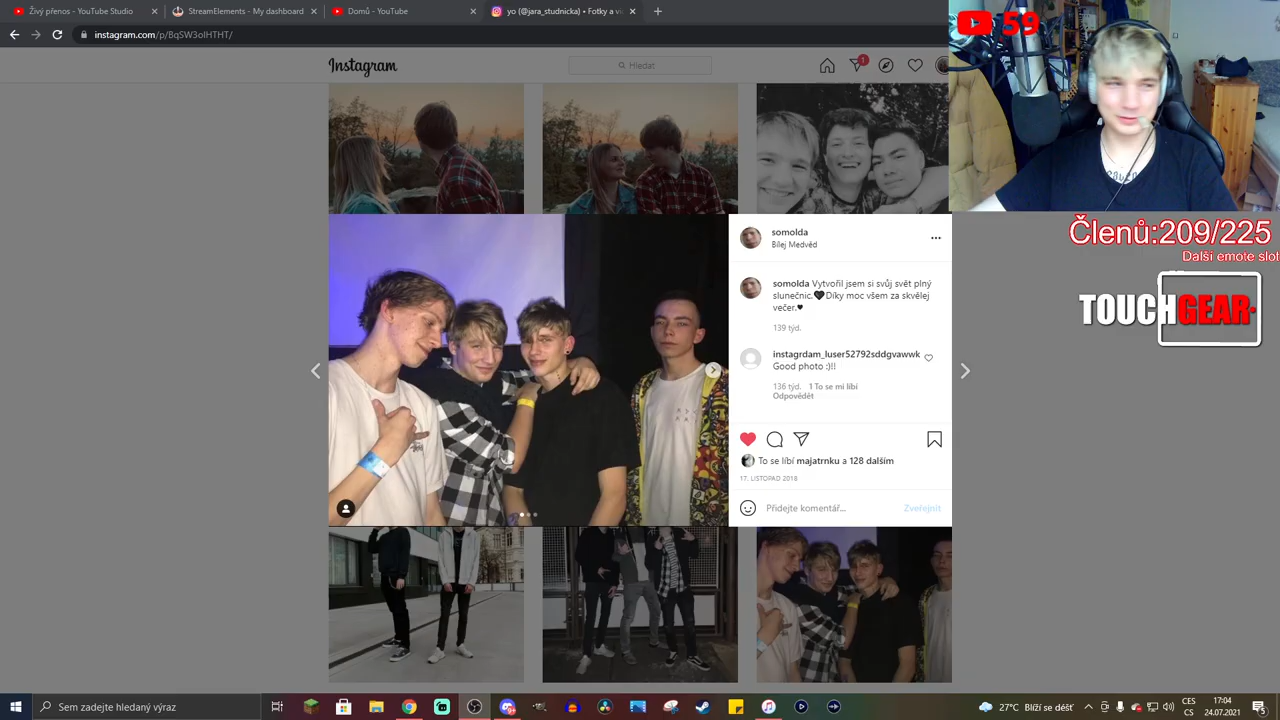 Živý přenos - YouTube Studio
StreamElements - My dashboard
Domů - YouTube
yo (@jara_studnicka) • Fotky a vi
instagram.com/p/BqSW3oIHTHT/
59
Instagram
Hledat
1
Členů:209/225
Další emote slot
TOUCHGEAR
somolda
Bílej Medvěd
somolda Vytvořil jsem si svůj svět plný
slunečnic.🖤Díky moc všem za skvělej
večer.♥
139 týd.
instagrdam_luser52792sddgvawwk
Good photo :)!!
136 týd. 1 To se mi líbí
Odpovědět
To se líbí majatrnku a 128 dalším
17. LISTOPAD 2018
Přidejte komentář...
Zveřejnit
Sem zadejte hledaný výraz
27°C Blíží se déšť
CES
CS
17:04
24.07.2021